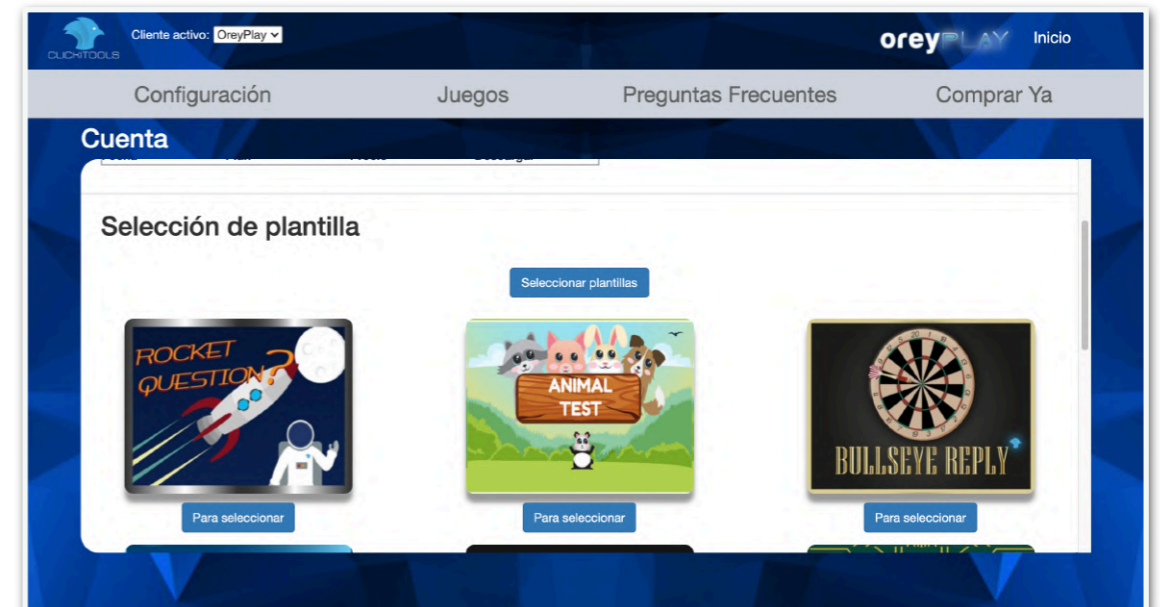 Cliente activo: OreyPlay
CLICKITOOLS
oreyPLAY
Inicio
Configuración
Juegos
Preguntas Frecuentes
Comprar Ya
Cuenta
Selección de plantilla
Seleccionar plantillas
ROCKET
QUESTION?
ANIMAL
TEST
BULLSEYE REPLY
Para seleccionar
Para seleccionar
Para seleccionar